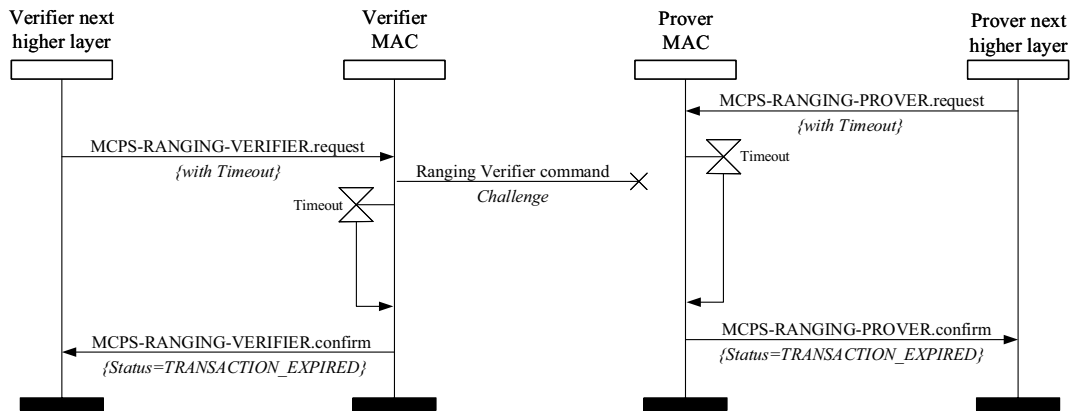 Verifier next
higher layer
Verifier
MAC
Prover
MAC
Prover next
higher layer
MCPS-RANGING-PROVER.request
{with Timeout}
MCPS-RANGING-VERIFIER.request
{with Timeout}
Timeout
Ranging Verifier command
Challenge
Timeout
MCPS-RANGING-PROVER.confirm
{Status=TRANSACTION_EXPIRED}
MCPS-RANGING-VERIFIER.confirm
{Status=TRANSACTION_EXPIRED}